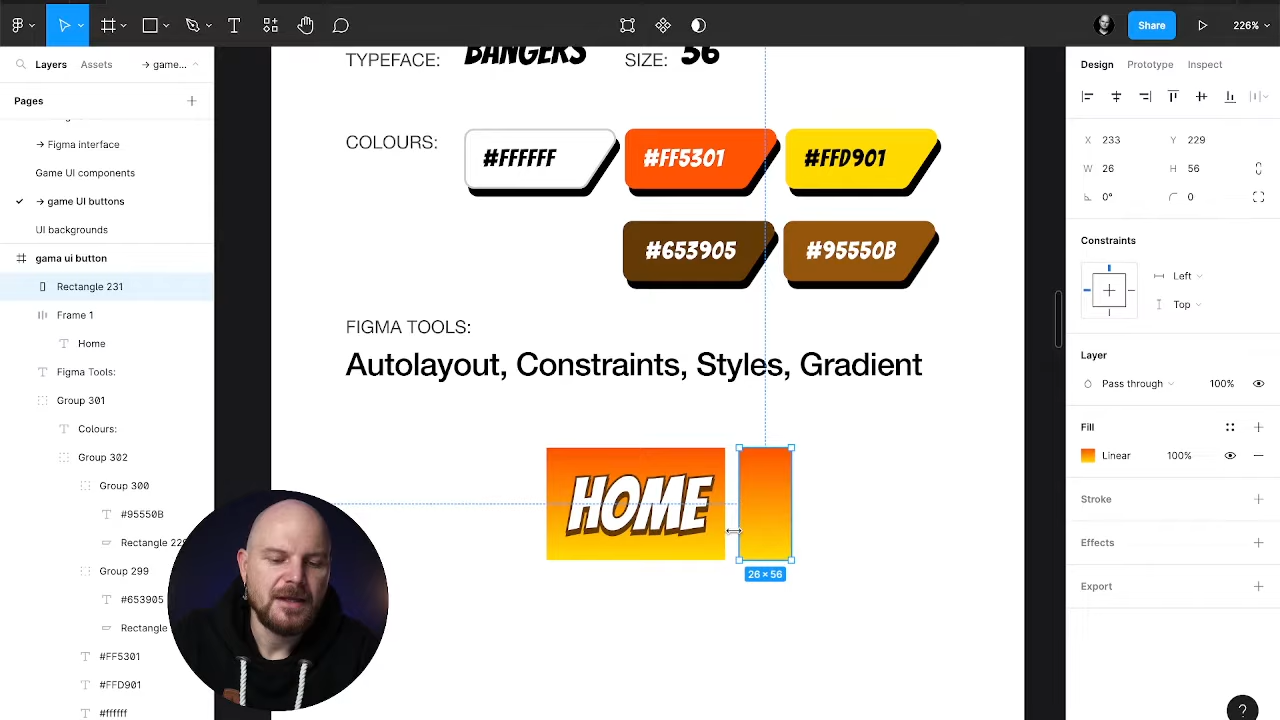 Share
226%
Layers
Assets
→ game...
Pages
→ Figma interface
Game UI components
→ game UI buttons
UI backgrounds
gama ui button
Rectangle 231
Frame 1
Home
Figma Tools:
Group 301
Colours:
Group 302
Group 300
#95550B
Rectangle 229
Group 299
#653905
Rectangle
#FF5301
#FFD901
#ffffff
TYPEFACE:
BANGERS
SIZE:
56
COLOURS:
#FFFFFF
#FF5301
#FFD901
#653905
#95550B
FIGMA TOOLS:
Autolayout, Constraints, Styles, Gradient
HOME
26 × 56
Design
Prototype
Inspect
X 233
Y 229
W 26
H 56
0°
0
Constraints
Left
Top
Layer
Pass through
100%
Fill
Linear
100%
Stroke
Effects
Export
?